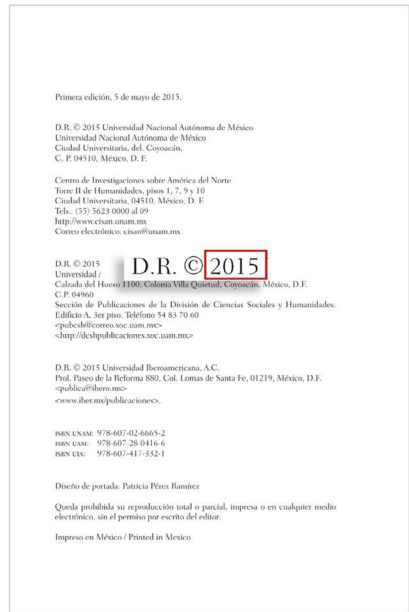 Primera edición, 5 de mayo de 2015.
D.R. © 2015 Universidad Nacional Autónoma de México
Universidad Nacional Autónoma de México
Ciudad Universitaria, del. Coyoacán,
C. P. 04510, México, D. F.
Centro de Investigaciones sobre América del Norte
Torre II de Humanidades, pisos 1, 7, 9 y 10
Ciudad Universitaria, 04510, México, D. F.
Tels.: (55) 5623 0000 al 09
http://www.cisan.unam.mx
Correo electrónico: cisan@unam.mx
D.R. © 2015
D.R. © 2015
Universidad
Calzada del Hueso 1100, Colonia Villa Quietud, Coyoacán, México, D.F.
C.P. 04960
Sección de Publicaciones de la División de Ciencias Sociales y Humanidades.
Edificio A, 3er piso. Teléfono 54 83 70 60
<pubcsh@correo.xoc.uam.mx>
<http://dcshpublicaciones.xoc.uam.mx>
D.R. © 2015 Universidad Iberoamericana, A.C.
Prol. Paseo de la Reforma 880, Col. Lomas de Santa Fe, 01219, México, D.F.
<publica@ibero.mx>
<www.iber.mx/publicaciones>.
ISBN UNAM: 978-607-02-6665-2
ISBN UAM: 978-607-28-0416-6
ISBN UIA: 978-607-417-332-1
Diseño de portada: Patricia Pérez Ramírez
Queda prohibida su reproducción total o parcial, impresa o en cualquier medio
electrónico, sin el permiso por escrito del editor
Impreso en México / Printed in Mexico